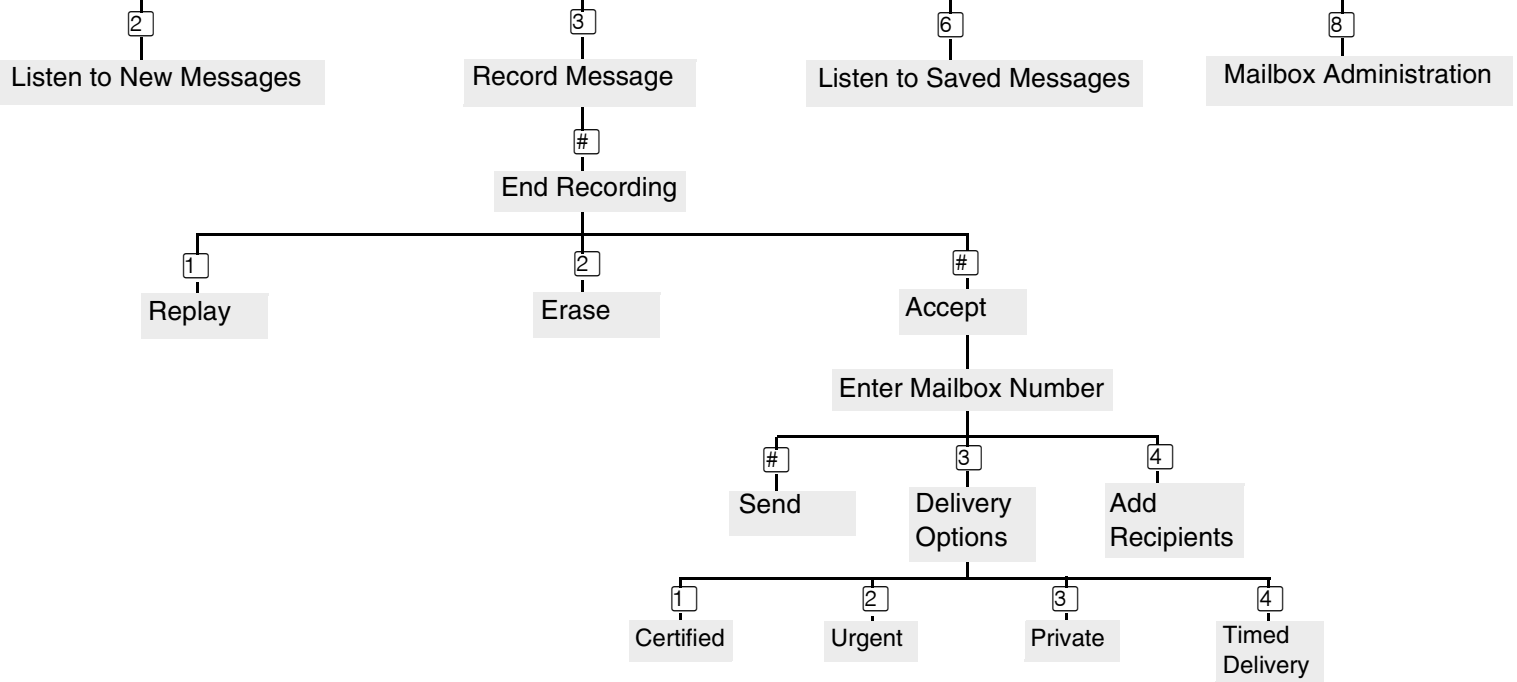 2 3 6 8
Listen to New Messages
Record Message
Listen to Saved Messages
Mailbox Administration
#
End Recording
1 2 #
Replay
Erase
Accept
Enter Mailbox Number
# 3 4
Send
Delivery
Options
Add
Recipients
1 2 3 4
Certified
Urgent
Private
Timed
Delivery